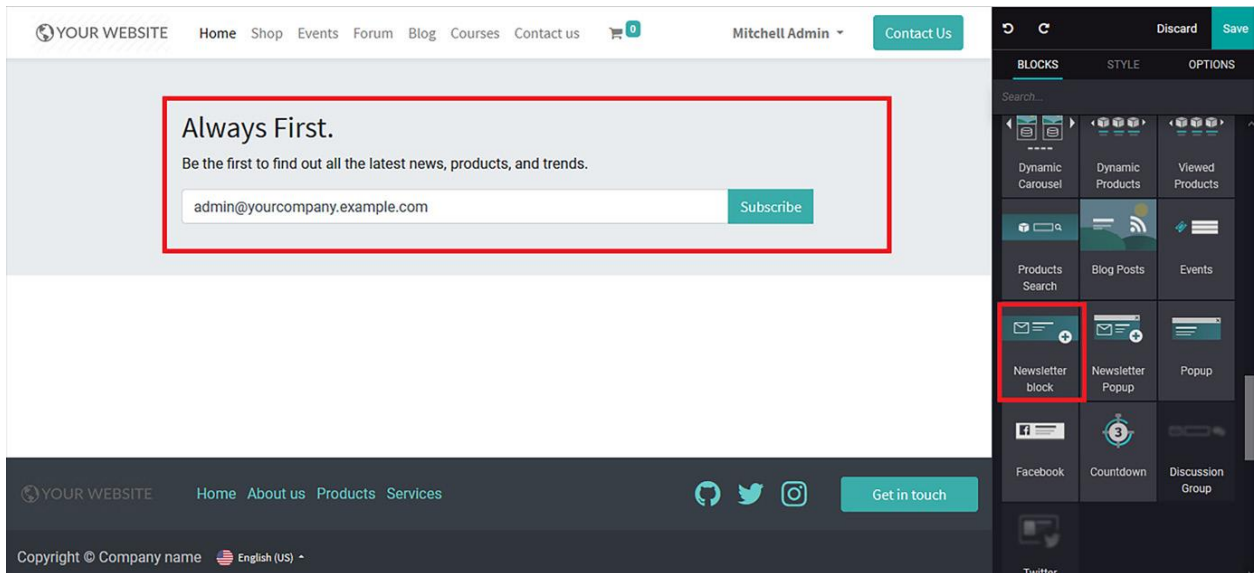 YOUR WEBSITE Home Shop Events Forum Blog Courses Contact us 0 Mitchell Admin Contact Us
Discard Save
BLOCKS STYLE OPTIONS
Search...
Always First.
Be the first to find out all the latest news, products, and trends.
admin@yourcompany.example.com Subscribe
Dynamic Carousel
Dynamic Products
Viewed Products
Products Search
Blog Posts
Events
Newsletter block
Newsletter Popup
Popup
Facebook
3
Countdown
Discussion Group
Twitter
YOUR WEBSITE Home About us Products Services Get in touch
Copyright © Company name English (US)